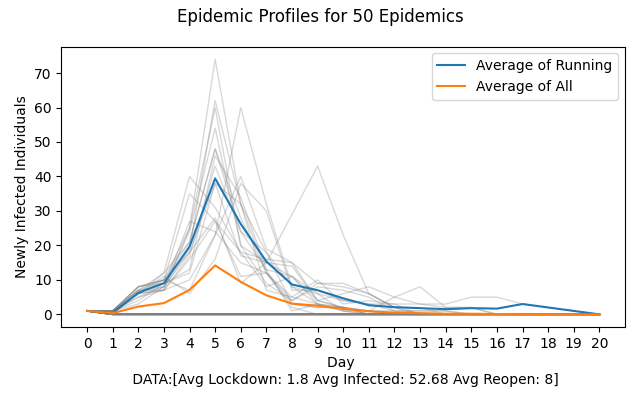 Epidemic Profiles for 50 Epidemics
Newly Infected Individuals
70
60
50
40
30
20
10
0
Average of Running
Average of All
0 1 2 3 4 5 6 7 8 9 10 11 12 13 14 15 16 17 18 19 20
Day
DATA:[Avg Lockdown: 1.8 Avg Infected: 52.68 Avg Reopen: 8]